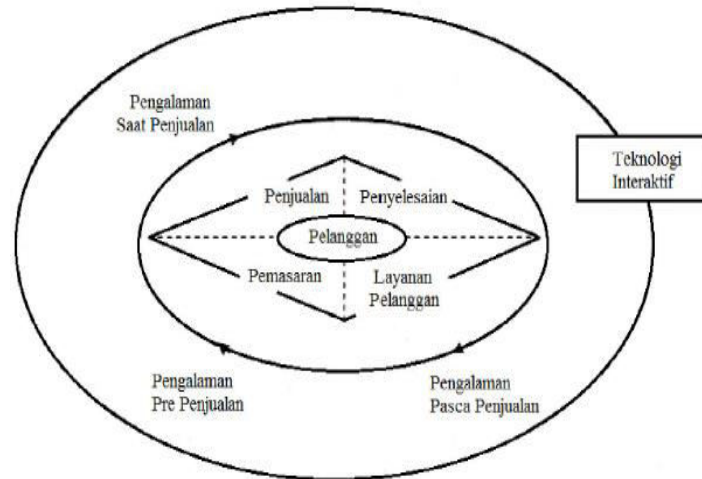 Pengalaman
Saat Penjualan
Teknologi
Interaktif
Penjualan
Penyelesaian
Pelanggan
Pemasaran
Layanan
Pelanggan
Pengalaman
Pre Penjualan
Pengalaman
Pasca Penjualan